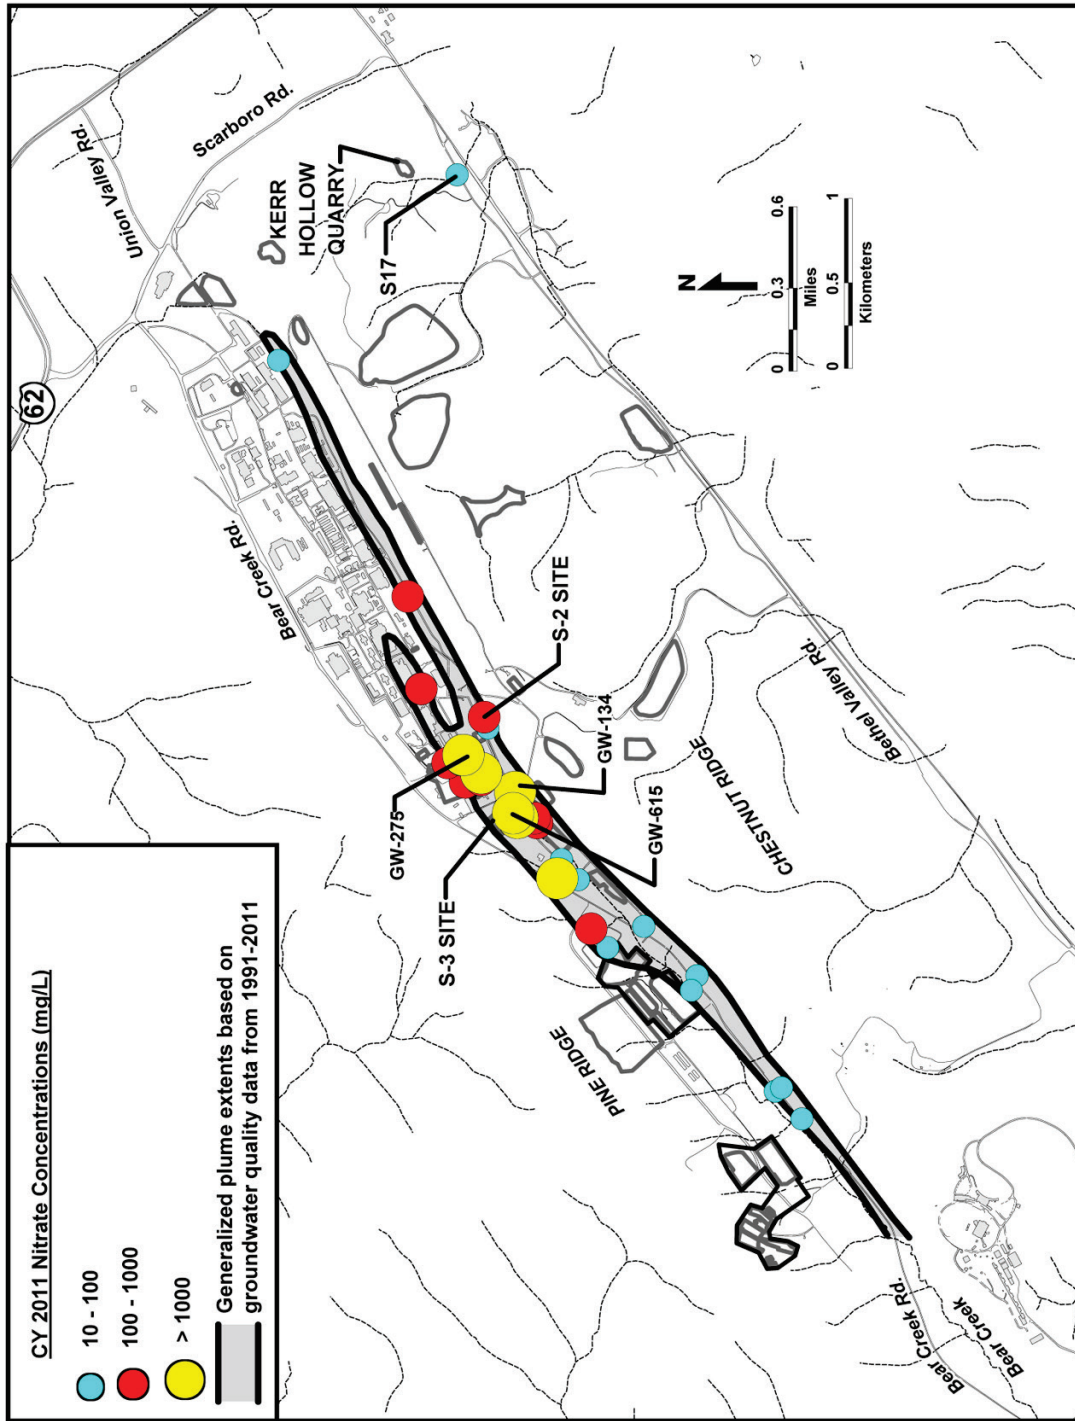 CY 2011 Nitrate Concentrations (mg/L)
10 - 100
100 - 1000
> 1000
Generalized plume extents based on
groundwater quality data from 1991-2011
62
Union Valley Rd.
Scarboro Rd.
Bear Creek Rd.
KERR
HOLLOW
QUARRY
S17
N
0 0.3 0.6
Miles
0 0.5 1
Kilometers
S-2 SITE
GW-275
GW-134
S-3 SITE
GW-615
PINE RIDGE
CHESTNUT RIDGE
Bethel Valley Rd.
Bear Creek Rd.
Bear Creek